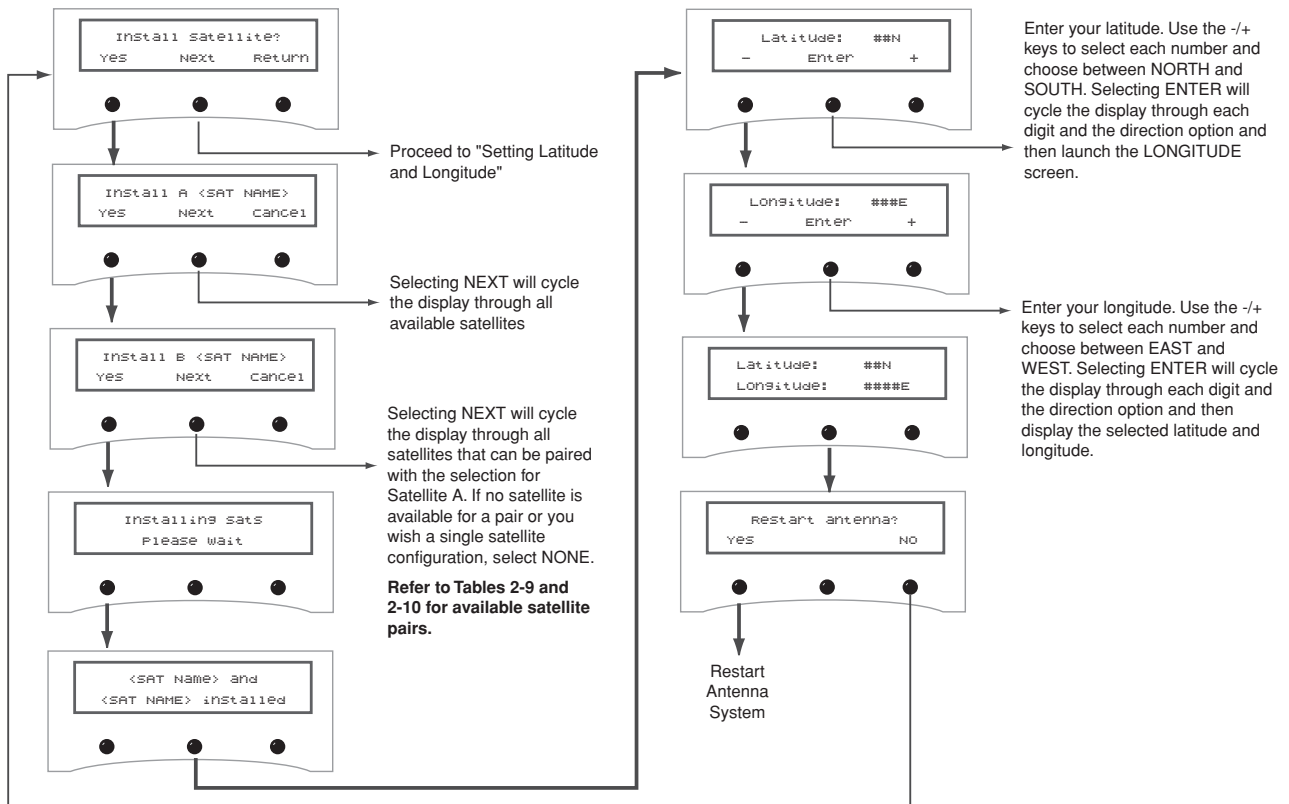 Install Satellite?
Yes Next Return
Proceed to "Setting Latitude
and Longitude"
Install A <SAT NAME>
Yes Next Cancel
Selecting NEXT will cycle
the display through all
available satellites
Install B <SAT NAME>
Yes Next Cancel
Selecting NEXT will cycle
the display through all
satellites that can be paired
with the selection for
Satellite A. If no satellite is
available for a pair or you
wish a single satellite
configuration, select NONE.
Refer to Tables 2-9 and
2-10 for available satellite
pairs.
Installing Sats
Please Wait
<SAT Name> and
<SAT NAME> installed
Latitude: ##N
- Enter +
Enter your latitude. Use the -/+
keys to select each number and
choose between NORTH and
SOUTH. Selecting ENTER will
cycle the display through each
digit and the direction option and
then launch the LONGITUDE
screen.
Longitude: ###E
- Enter +
Enter your longitude. Use the -/+
keys to select each number and
choose between EAST and
WEST. Selecting ENTER will cycle
the display through each digit and
the direction option and then
display the selected latitude and
longitude.
Latitude: ##N
Longitude: ####E
Restart antenna?
Yes No
Restart
Antenna
System